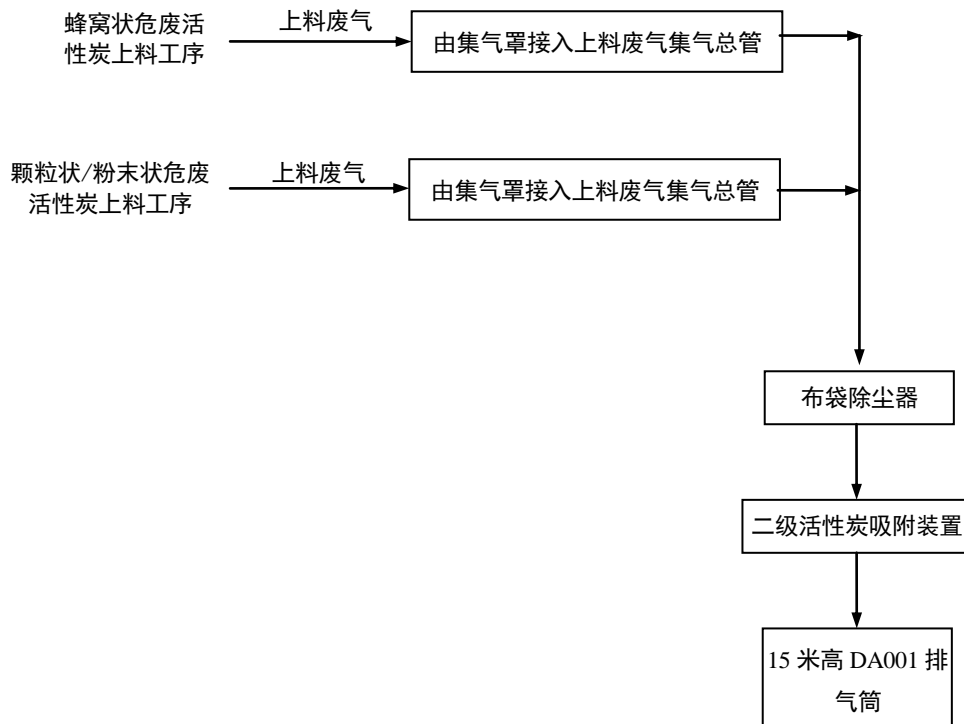 蜂窝状危废活
性炭上料工序
上料废气
由集气罩接入上料废气集气总管
颗粒状/粉末状危废
活性炭上料工序
上料废气
由集气罩接入上料废气集气总管
布袋除尘器
二级活性炭吸附装置
15 米高 DA001 排
气筒